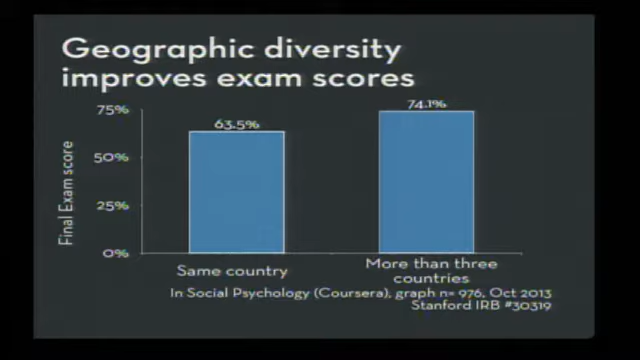 Geographic diversity
improves exam scores
75%
50%
25%
0%
Final Exam score
63.5%
74.1%
Same country
More than three
countries
In Social Psychology (Coursera), graph n= 976, Oct 2013
Stanford IRB #30319